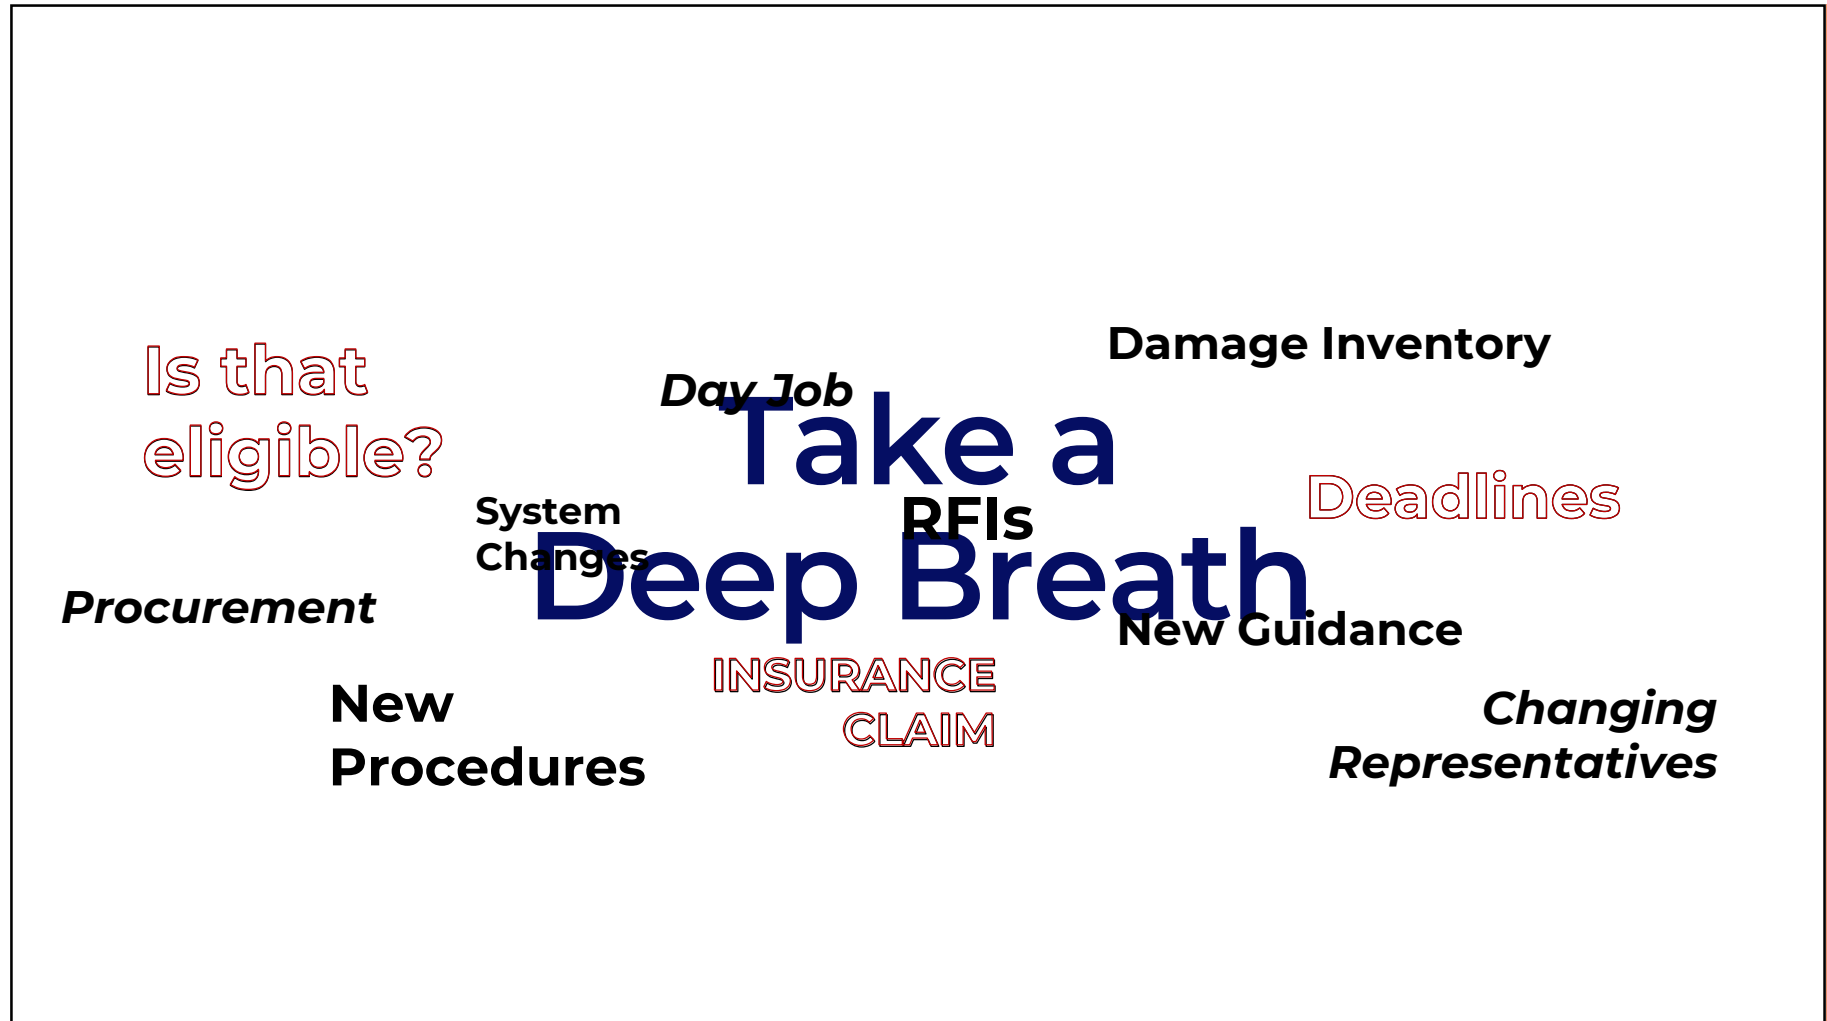 Damage Inventory
Is that
eligible?
Day Job
Take a
Deep Breath
Deadlines
System
Changes
RFIs
Procurement
New Guidance
INSURANCE
CLAIM
New
Procedures
Changing
Representatives